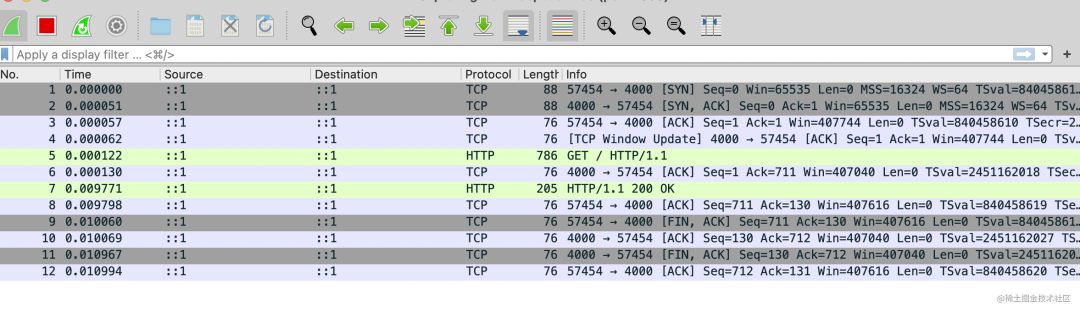 Apply a display filter ... <⌘/>
No. Time Source Destination Protocol Length Info
1 0.000000 ::1 ::1 TCP 88 57454 → 4000 [SYN] Seq=0 Win=65535 Len=0 MSS=16324 WS=64 TSval=84045861...
2 0.000051 ::1 ::1 TCP 88 4000 → 57454 [SYN, ACK] Seq=0 Ack=1 Win=65535 Len=0 MSS=16324 WS=64 TSv...
3 0.000057 ::1 ::1 TCP 76 57454 → 4000 [ACK] Seq=1 Ack=1 Win=407744 Len=0 TSval=840458610 TSecr=2...
4 0.000062 ::1 ::1 TCP 76 [TCP Window Update] 4000 → 57454 [ACK] Seq=1 Ack=1 Win=407744 Len=0 TSv...
5 0.000122 ::1 ::1 HTTP 786 GET / HTTP/1.1
6 0.000130 ::1 ::1 TCP 76 4000 → 57454 [ACK] Seq=1 Ack=711 Win=407040 Len=0 TSval=2451162018 TSec...
7 0.009771 ::1 ::1 HTTP 205 HTTP/1.1 200 OK
8 0.009798 ::1 ::1 TCP 76 57454 → 4000 [ACK] Seq=711 Ack=130 Win=407616 Len=0 TSval=840458619 TSe...
9 0.010060 ::1 ::1 TCP 76 57454 → 4000 [FIN, ACK] Seq=711 Ack=130 Win=407616 Len=0 TSval=84045861...
10 0.010069 ::1 ::1 TCP 76 4000 → 57454 [ACK] Seq=130 Ack=712 Win=407040 Len=0 TSval=2451162027 TS...
11 0.010967 ::1 ::1 TCP 76 4000 → 57454 [FIN, ACK] Seq=130 Ack=712 Win=407040 Len=0 TSval=24511620...
12 0.010994 ::1 ::1 TCP 76 57454 → 4000 [ACK] Seq=712 Ack=131 Win=407616 Len=0 TSval=840458620 TSe...
@稀土掘金技术社区